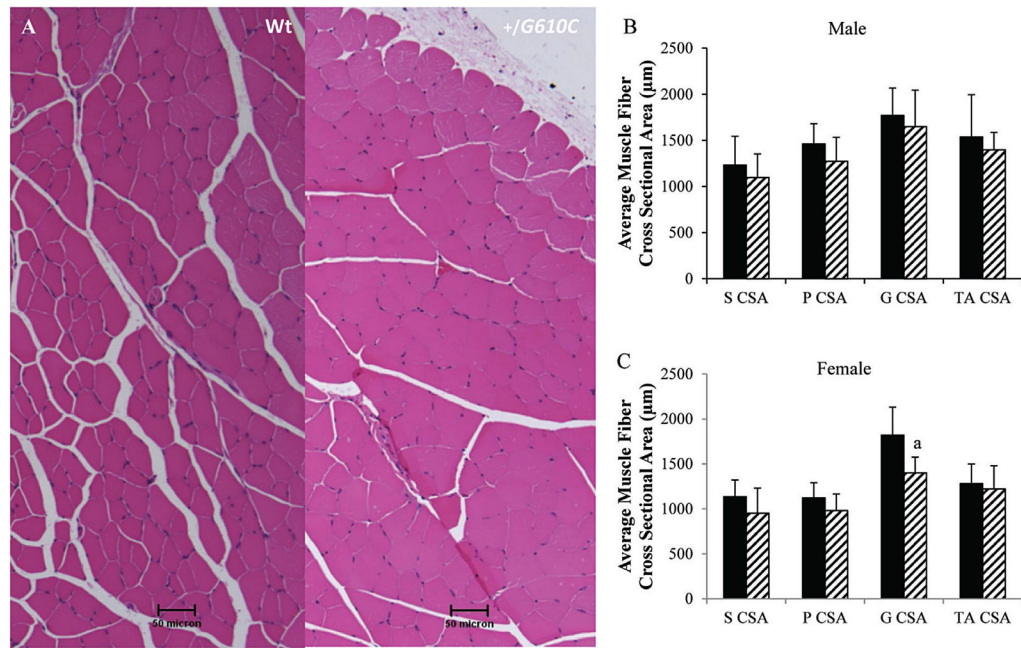 A
Wt
+/G610C
50 micron
50 micron
B
Male
Average Muscle Fiber
Cross Sectional Area (µm)
2500
2000
1500
1000
500
0
S CSA P CSA G CSA TA CSA
C
Female
Average Muscle Fiber
Cross Sectional Area (µm)
2500
2000
1500
1000
500
0
a
S CSA P CSA G CSA TA CSA